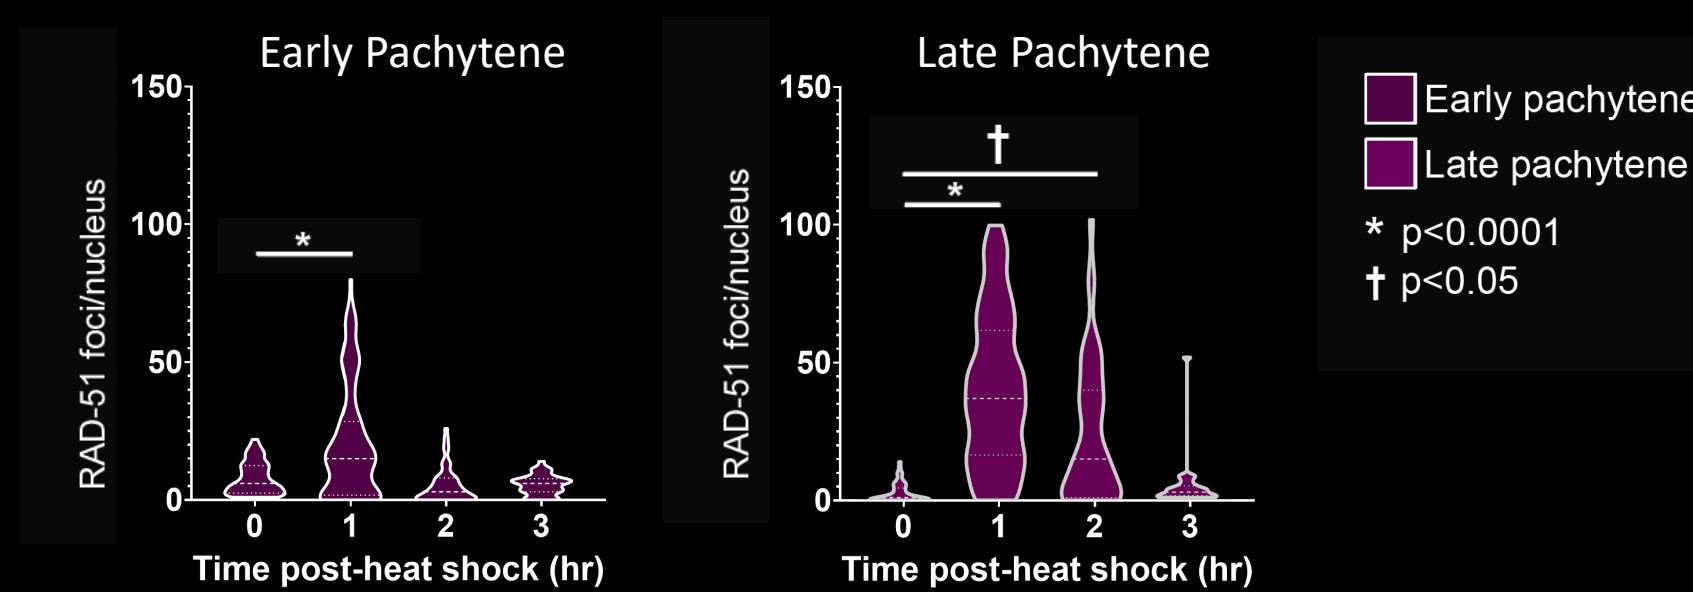 Early Pachytene
RAD-51 foci/nucleus
150
100
50
0
*
0 1 2 3
Time post-heat shock (hr)
Late Pachytene
RAD-51 foci/nucleus
150
100
50
0
†
*
0 1 2 3
Time post-heat shock (hr)
Early pachytene
Late pachytene
* p<0.0001
† p<0.05